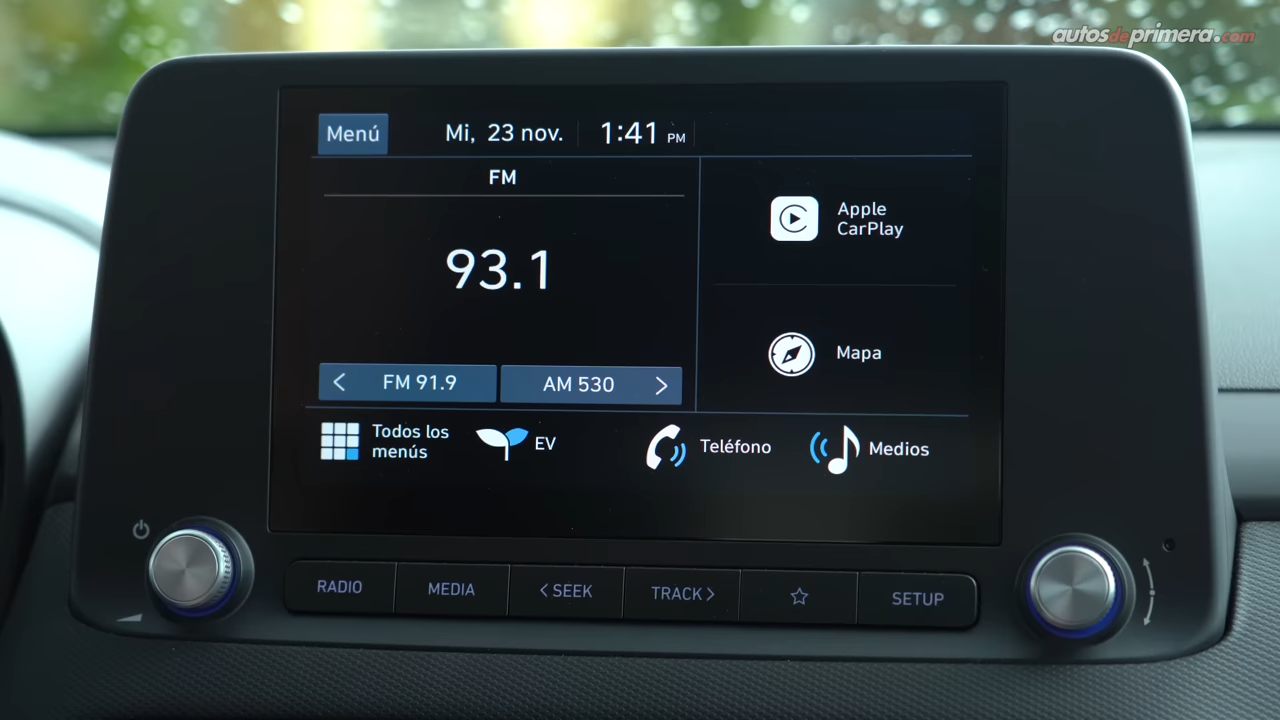 autosdeprimera.com
Menú
Mi, 23 nov.
1:41 PM
FM
93.1
Apple
CarPlay
Mapa
< FM 91.9
AM 530 >
Todos los
menús
EV
Teléfono
Medios
RADIO
MEDIA
< SEEK
TRACK >
SETUP